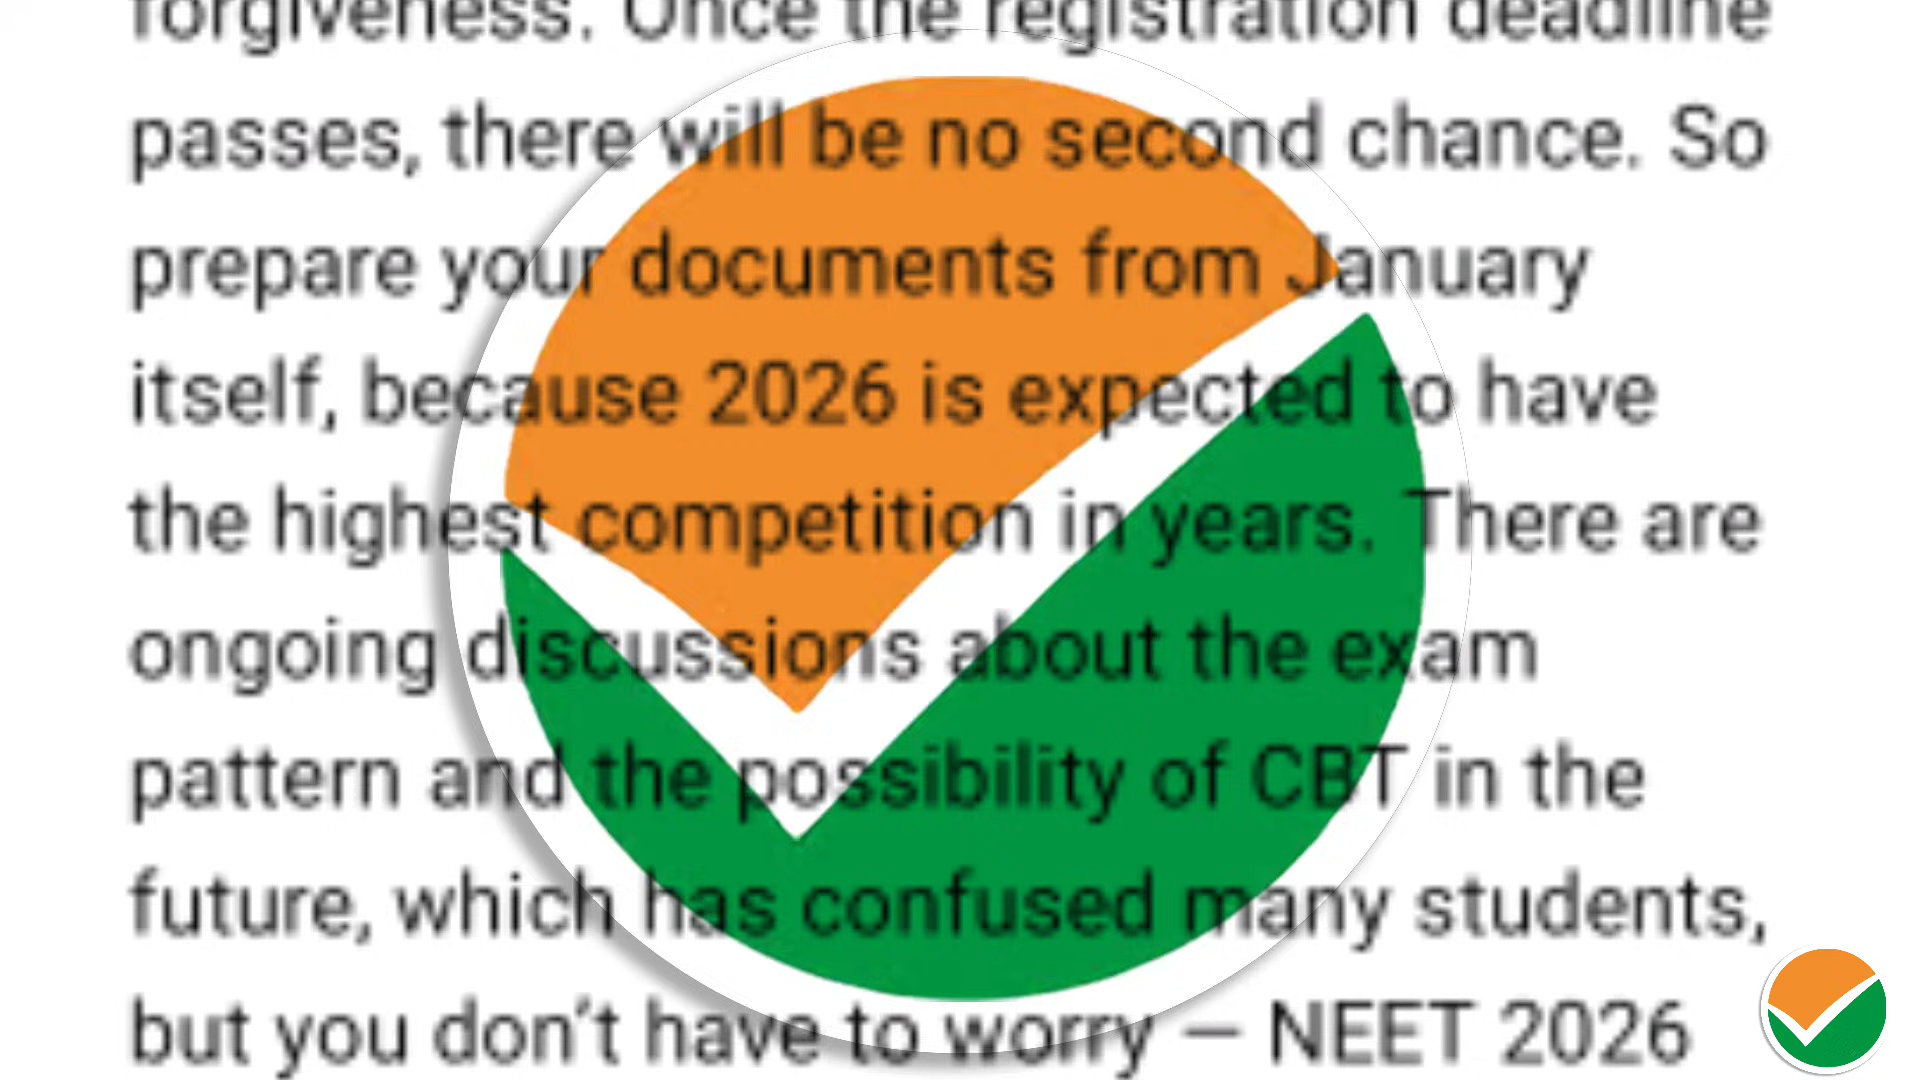 forgiveness. Once the registration deadline
passes, there will be no second chance. So
prepare your documents from January
itself, because 2026 is expected to have
the highest competition in years. There are
ongoing discussions about the exam
pattern and the possibility of CBT in the
future, which has confused many students,
but you don’t have to worry — NEET 2026